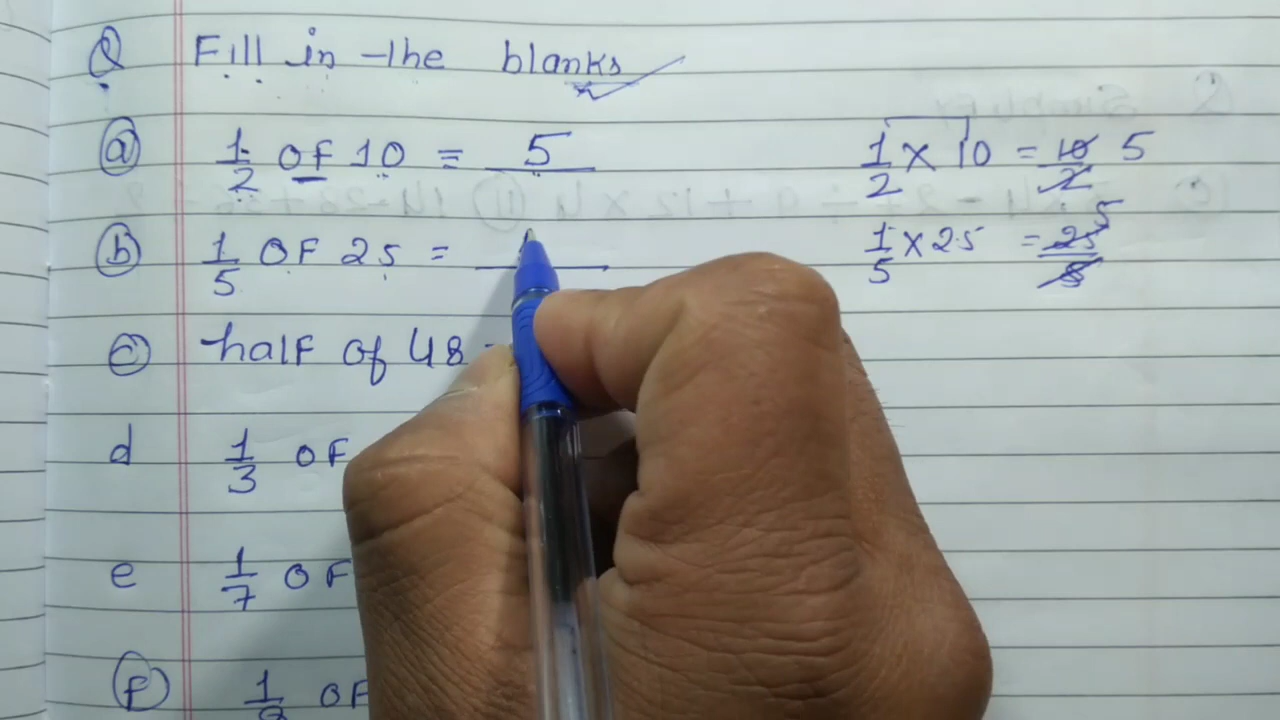 Q Fill in the blanks
a 1/2 of 10 = 5 1/2 × 10 = 10/2 5
b 1/5 OF 25 = 1/5 × 25 = 25/5 5
c half of 48 =
d 1/3 OF
e 1/7 OF
f 1 OF